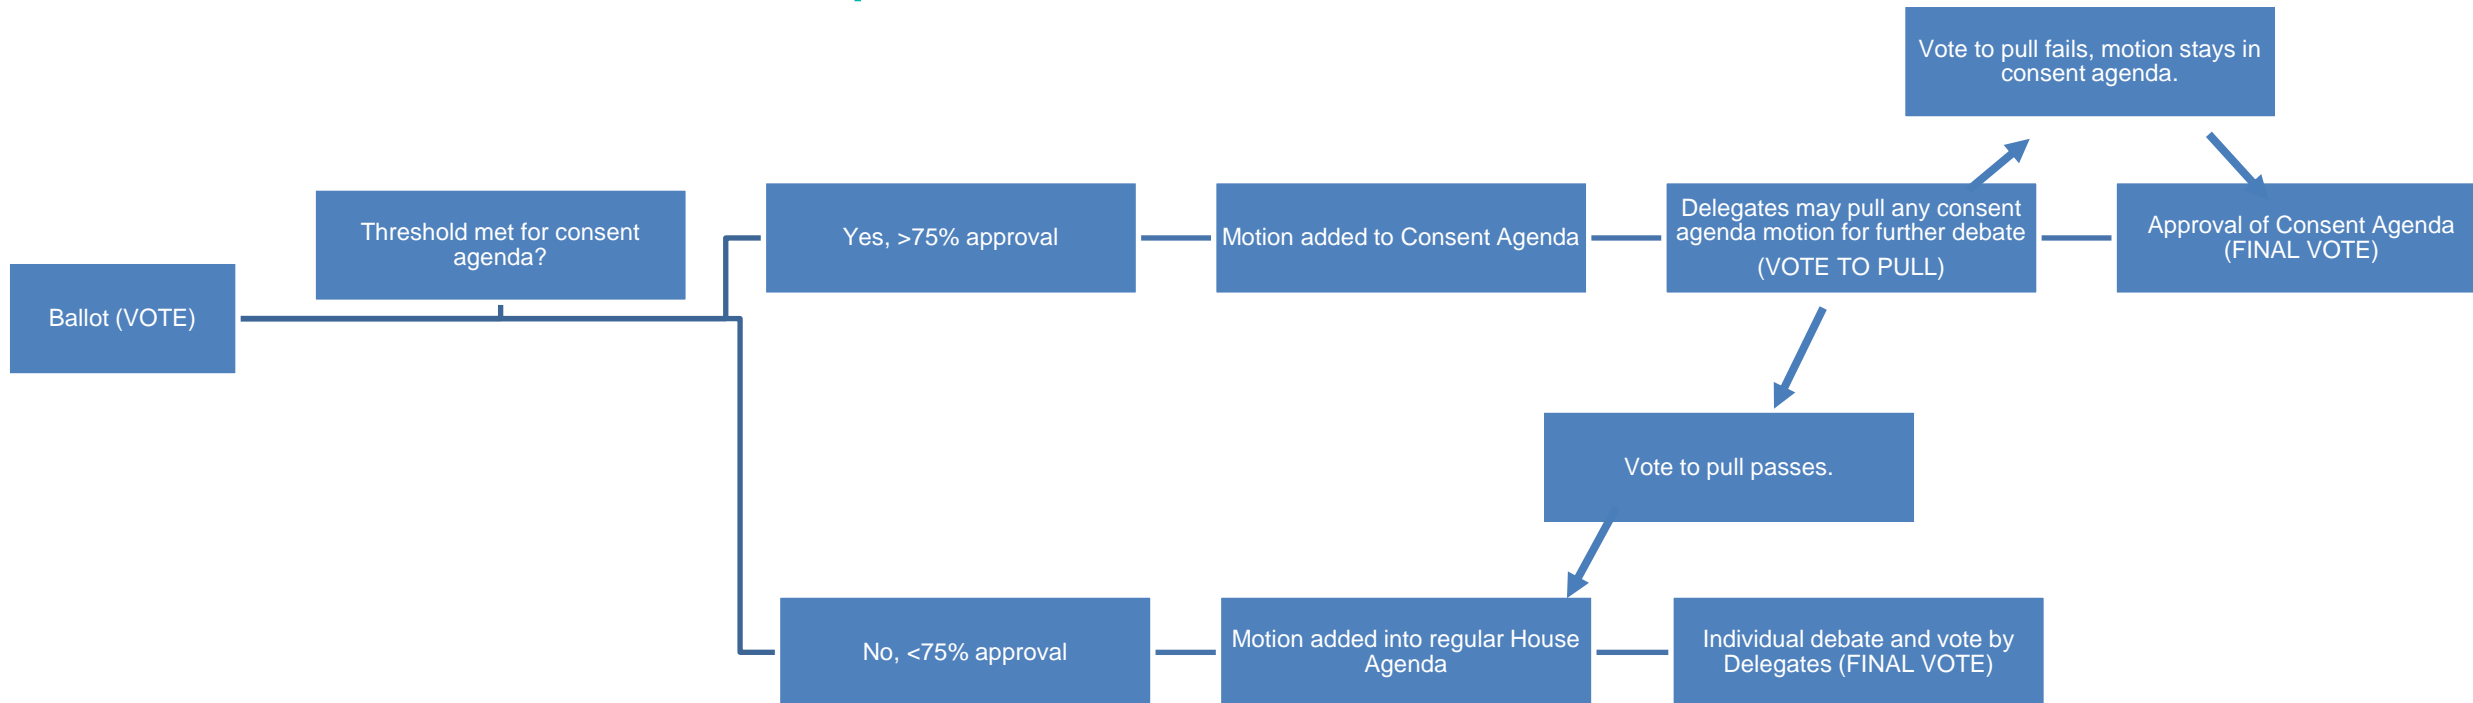 Vote to pull fails, motion stays in
consent agenda.
Threshold met for consent
agenda?
Yes, >75% approval
Motion added to Consent Agenda
Delegates may pull any consent
agenda motion for further debate
(VOTE TO PULL)
Approval of Consent Agenda
(FINAL VOTE)
Ballot (VOTE)
Vote to pull passes.
No, <75% approval
Motion added into regular House
Agenda
Individual debate and vote by
Delegates (FINAL VOTE)